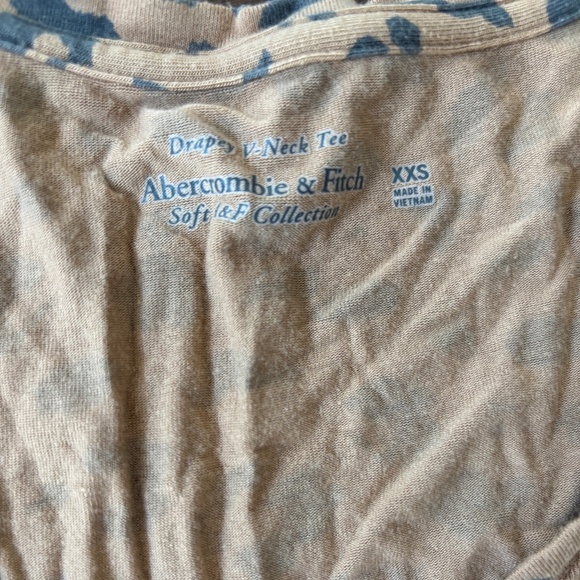 Drapey V-Neck Tee
Abercrombie & Fitch
Soft A&F Collection
XXS
MADE IN
VIETNAM